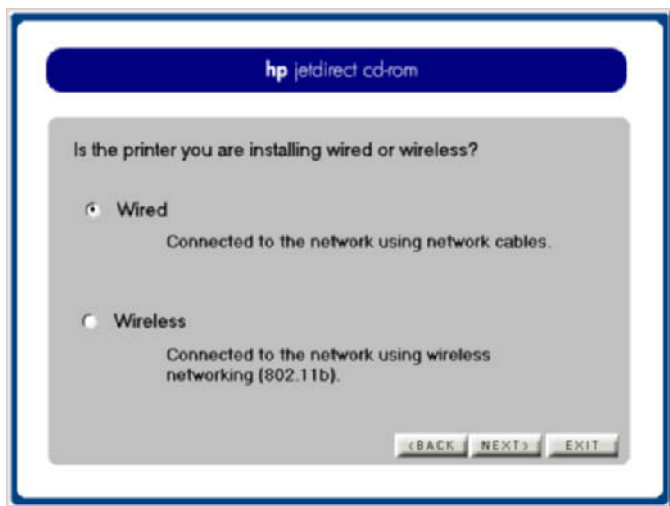 hp jetdirect cd-rom
Is the printer you are installing wired or wireless?
Wired
Connected to the network using network cables.
Wireless
Connected to the network using wireless
networking (802.11b).
<BACK NEXT> EXIT